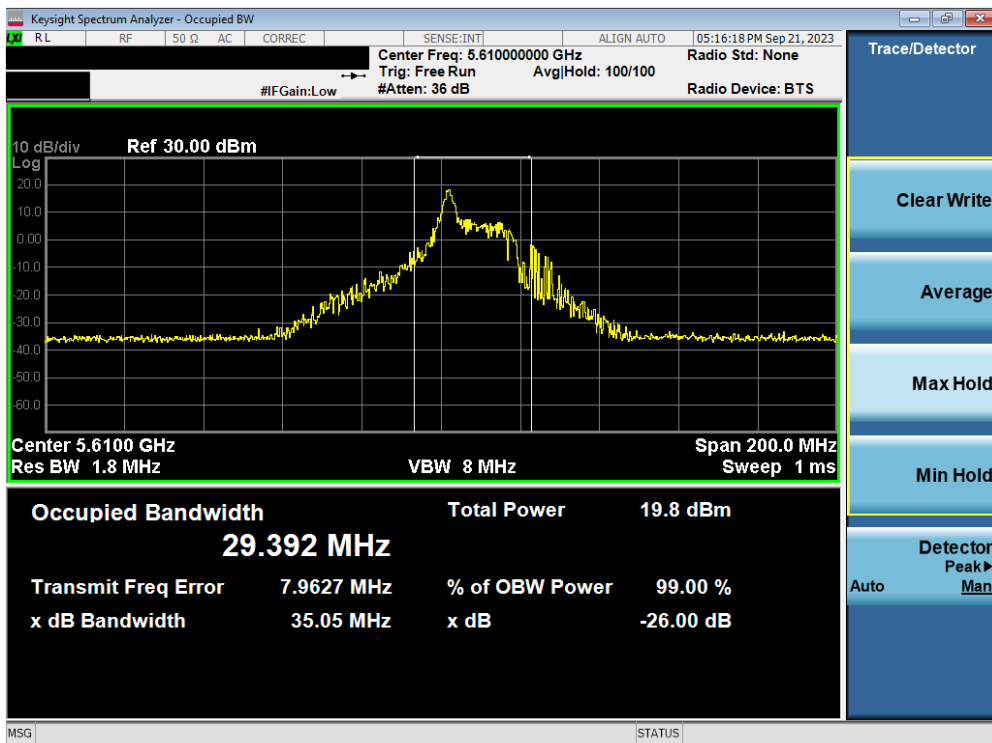 Keysight Spectrum Analyzer - Occupied BW
LXI RL RF 50 Ω AC CORREC SENSE:INT ALIGN AUTO 05:16:18 PM Sep 21, 2023
Center Freq: 5.610000000 GHz Radio Std: None
Trig: Free Run Avg|Hold: 100/100
#IFGain:Low #Atten: 36 dB Radio Device: BTS
10 dB/div Ref 30.00 dBm
Log
20.0
10.0
0.00
-10.0
-20.0
-30.0
-40.0
-50.0
-60.0
Center 5.6100 GHz Span 200.0 MHz
Res BW 1.8 MHz VBW 8 MHz Sweep 1 ms
Occupied Bandwidth Total Power 19.8 dBm
29.392 MHz
Transmit Freq Error 7.9627 MHz % of OBW Power 99.00 %
x dB Bandwidth 35.05 MHz x dB -26.00 dB
MSG STATUS
Trace/Detector
Clear Write
Average
Max Hold
Min Hold
Detector
Peak▶
Auto Man